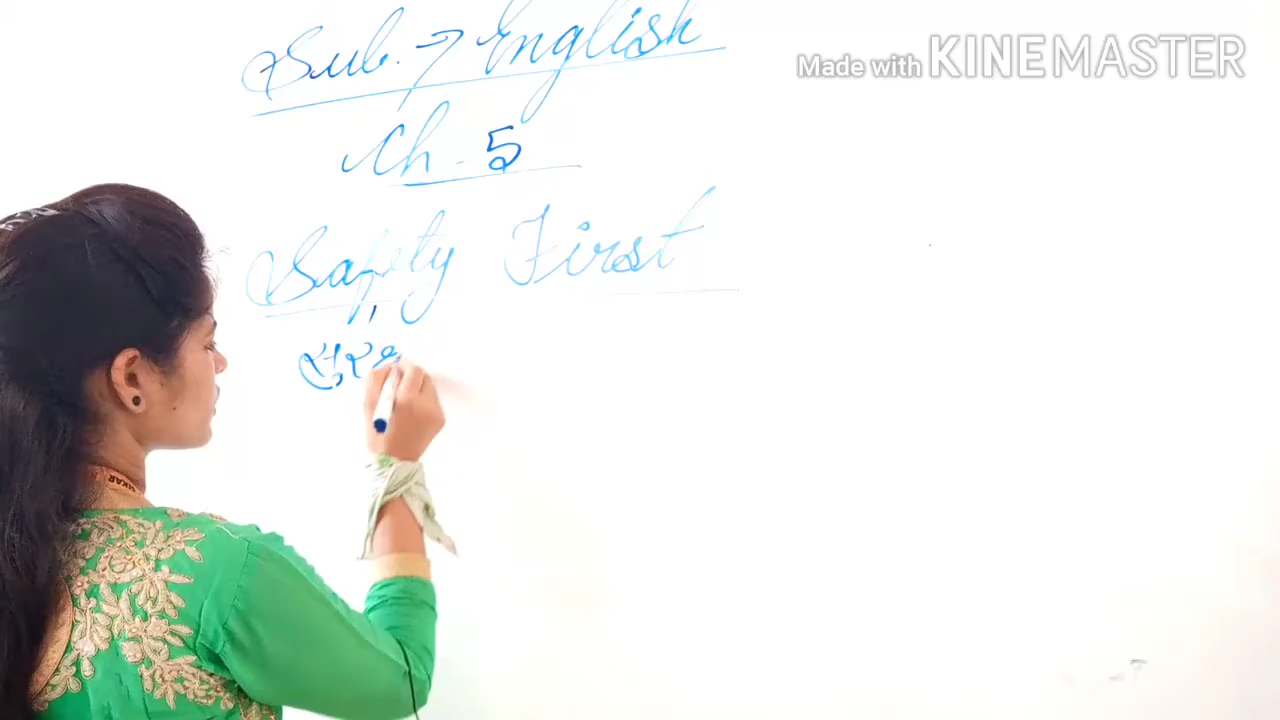 Sub. → English
Made with KINEMASTER
Ch - 5
Safety First